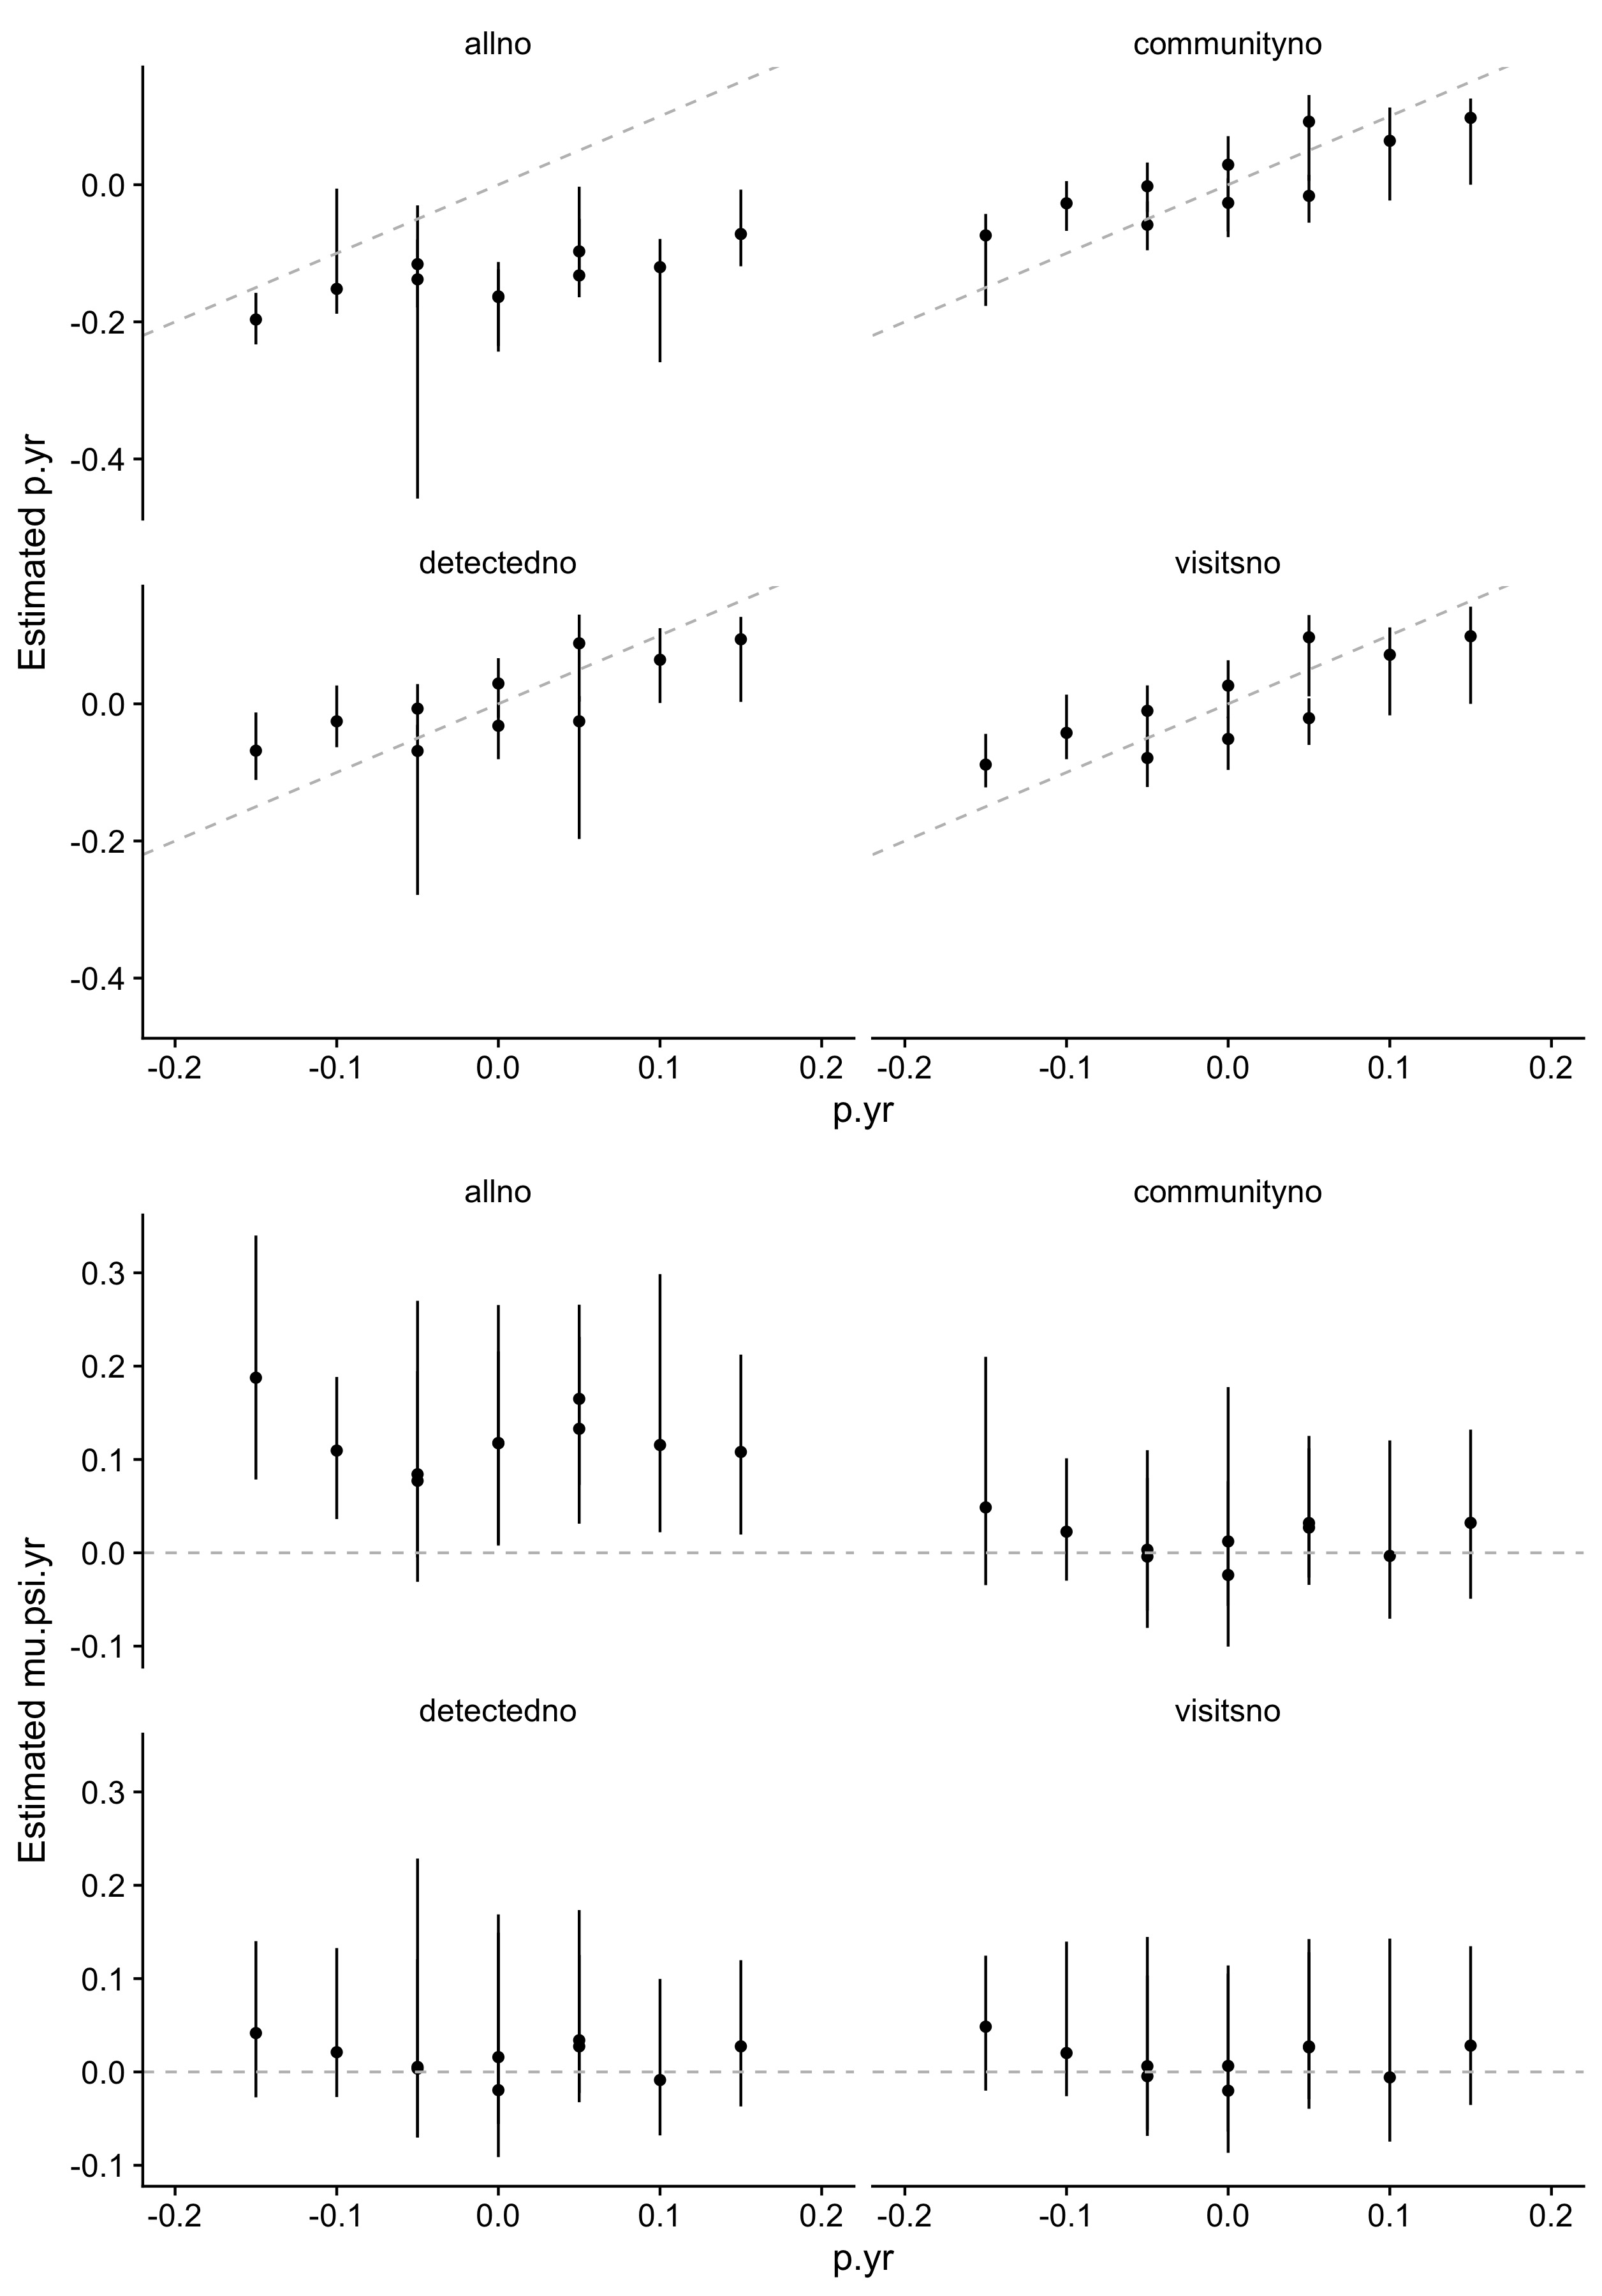 allno communityno
0.0
-0.2
-0.4
Estimated p.yr
detectedno visitsno
0.0
-0.2
-0.4
-0.2 -0.1 0.0 0.1 0.2 -0.2 -0.1 0.0 0.1 0.2
p.yr
allno communityno
0.3
0.2
0.1
0.0
-0.1
Estimated mu.psi.yr
detectedno visitsno
0.3
0.2
0.1
0.0
-0.1
-0.2 -0.1 0.0 0.1 0.2 -0.2 -0.1 0.0 0.1 0.2
p.yr